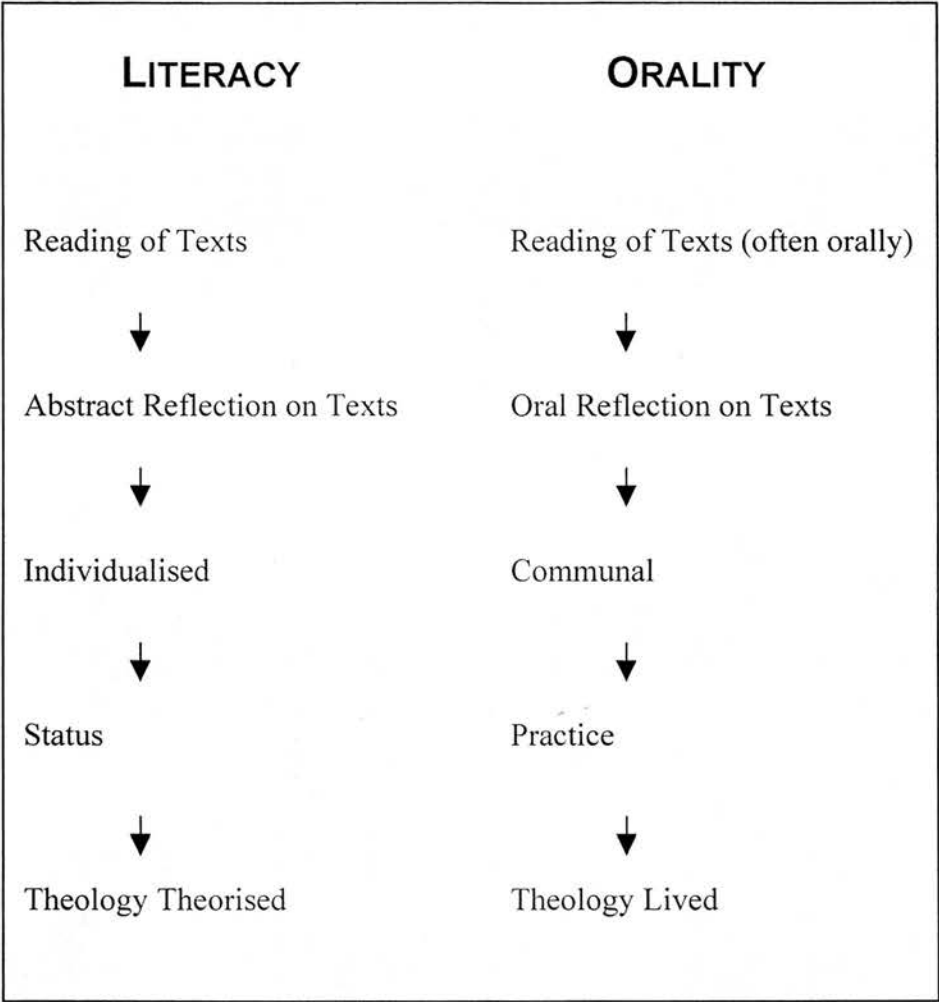 LITERACY
ORALITY
Reading of Texts
Reading of Texts (often orally)
Abstract Reflection on Texts
Oral Reflection on Texts
Individualised
Communal
Status
Practice
Theology Theorised
Theology Lived